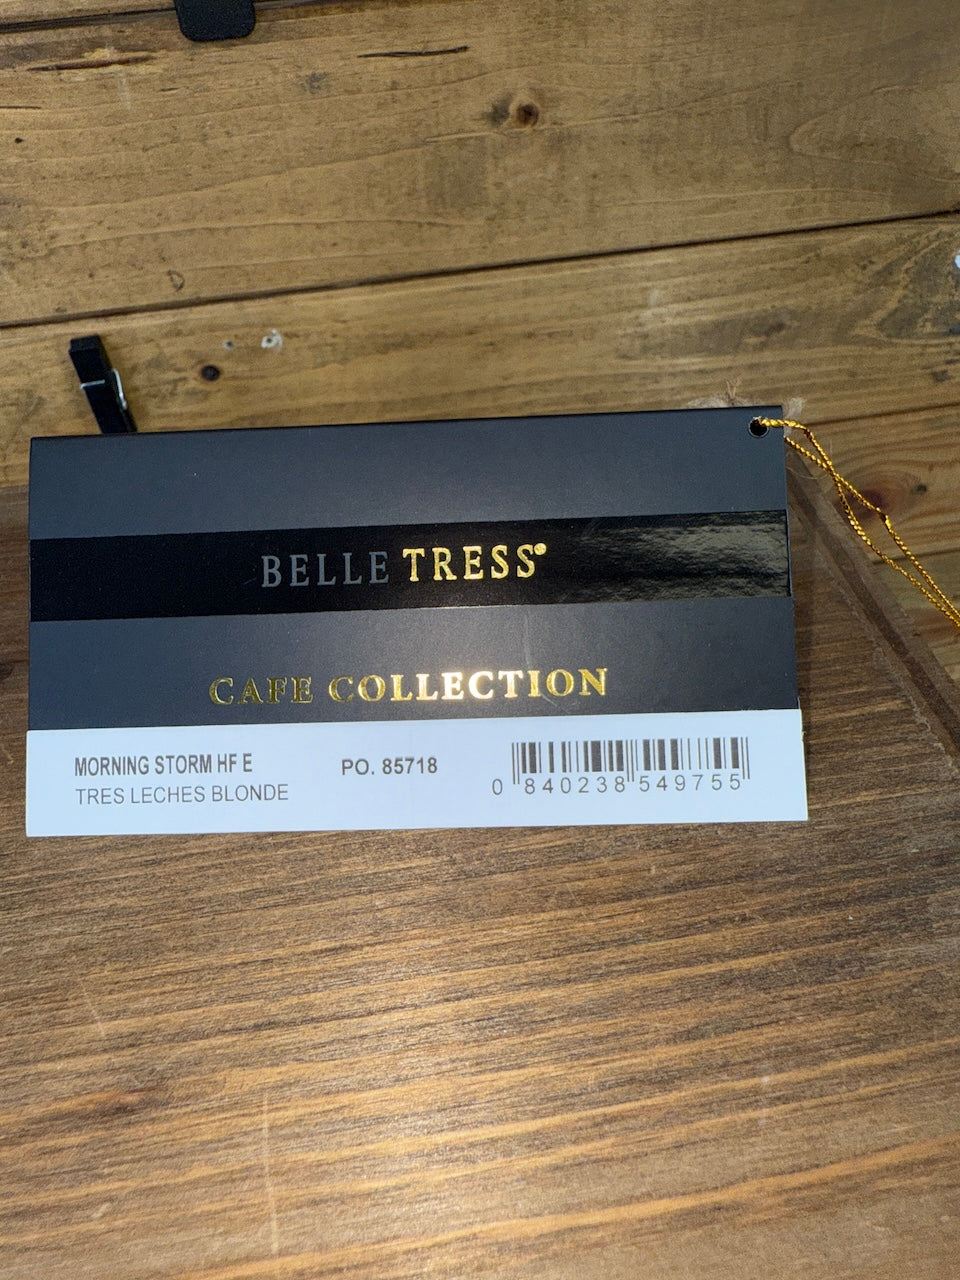 BELLE TRESS®
CAFE COLLECTION
MORNING STORM HF E
TRES LECHES BLONDE
PO. 85718
0 840238 549755